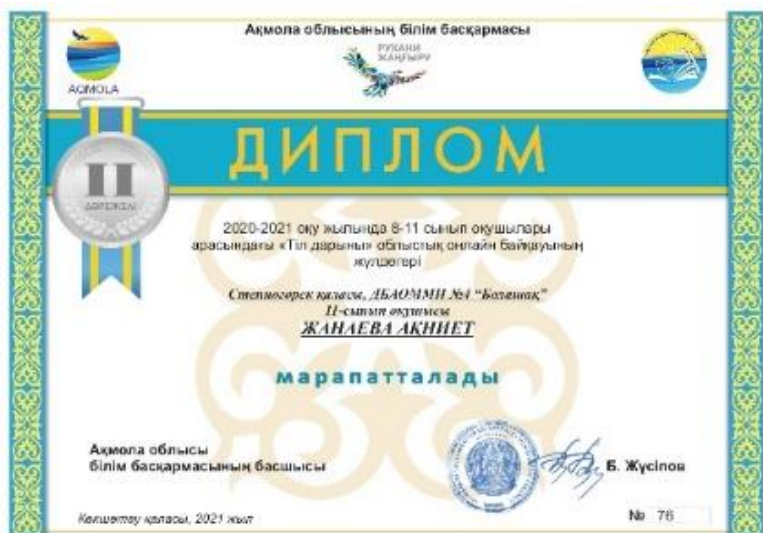 Ақмола облысының білім басқармасы
РУХАНИ
ЖАҢҒЫРУ
AQMOLA
ДИПЛОМ
II
ДӘРЕЖЕЛІ
2020-2021 оқу жылында 8-11 сынып оқушылары
арасындағы «Тіл дарыны» облыстық онлайн байқауының
жүлдегері
Степногорск қаласы, ДБАОММИ №4 "Болашақ"
11-сынып оқушысы
ЖАНАЕВА АҚНИЕТ
марапатталады
Ақмола облысы
білім басқармасының басшысы
Б. Жүсіпов
Көкшетау қаласы, 2021 жыл
№ 76